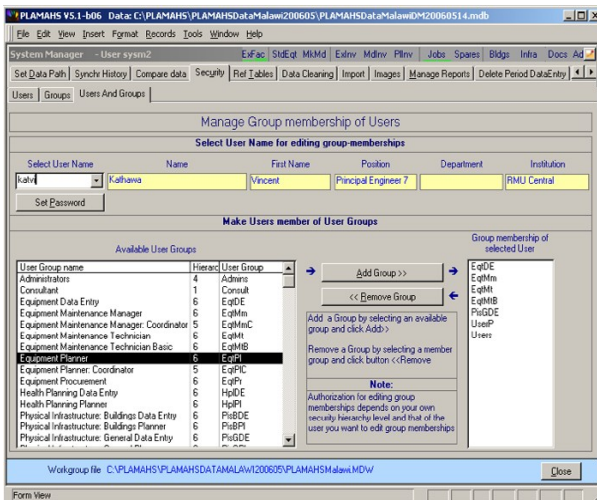 PLAMAHS V5.1-b06 Data: C:\PLAMAHS\PLAMAHSDataMalawi200605\PLAMAHSDataMalawiDM20060514.mdb
File Edit View Insert Format Records Tools Window Help
System Manager - User sysm2 ExFac StdEqt MkMd ExInv MdInv PlInv Jobs Spares Bldgs Infra Docs Ad
Set Data Path Synchr History Compare data Security Ref Tables Data Cleaning Import Images Manage Reports Delete Period DataEntry
Users Groups Users And Groups
Manage Group membership of Users
Select User Name for editing group-memberships
Select User Name Name First Name Position Department Institution
katvi Kathawa Vincent Principal Engineer 7 RMU Central
Set Password
Make Users member of User Groups
Available User Groups
Group membership of
selected User
User Group name Hierarc User Group
Administrators 4 Admins
Consultant 1 Consult
Equipment Data Entry 6 EqtDE
Equipment Maintenance Manager 6 EqtMm
Equipment Maintenance Manager: Coordinator 5 EqtMmC
Equipment Maintenance Technician 6 EqtMt
Equipment Maintenance Technician Basic 6 EqtMtB
Equipment Planner 6 EqtPl
Equipment Planner: Coordinator 5 EqtPlC
Equipment Procurement 6 EqtPr
Health Planning Data Entry 6 HplDE
Health Planning Planner 6 HplPl
Physical Infrastructure: Buildings Data Entry 6 PisBDE
Physical Infrastructure: Buildings Planner 6 PisBPl
Physical Infrastructure: General Data Entry 6 PisGDE
Add Group >>
<< Remove Group
Add a Group by selecting an available
group and click Add>>
Remove a Group by selecting a member
group and click button <<Remove
Note:
Authorization for editing group
memberships depends on your own
security hierarchy level and that of the
user you want to edit group memberships
EqtDE
EqtMm
EqtMt
EqtMtB
PisGDE
UserP
Users
Workgroup file C:\PLAMAHS\PLAMAHSDATAMALAWI200605\PLAMAHSMalawi.MDW
Close
Form View